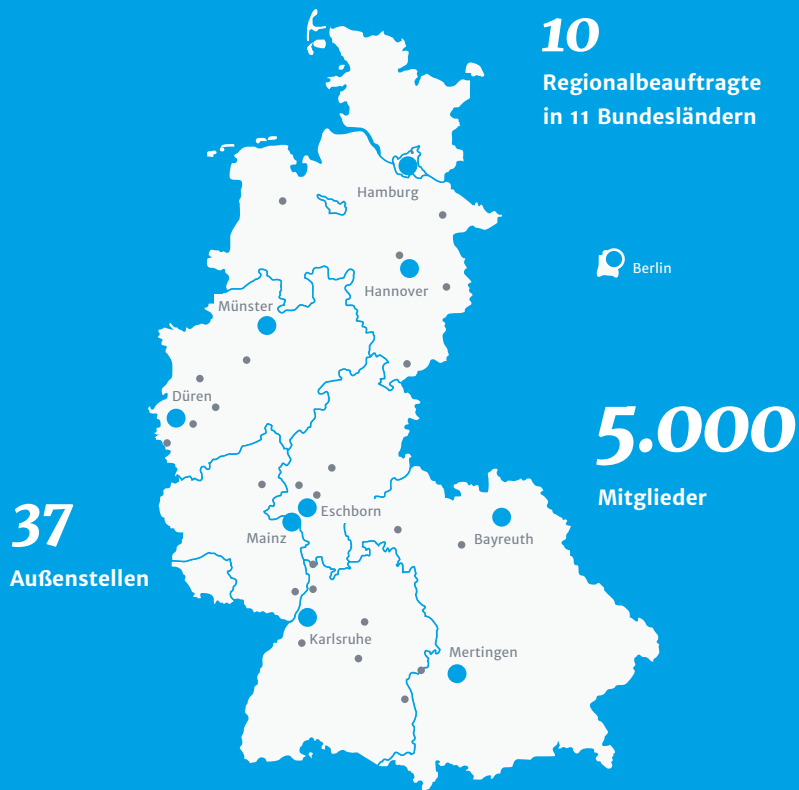 10
Regionalbeauftragte
in 11 Bundesländern
Hamburg
Berlin
Hannover
Münster
Düren
5.000
Mitglieder
37
Außenstellen
Eschborn
Mainz
Bayreuth
Karlsruhe
Mertingen